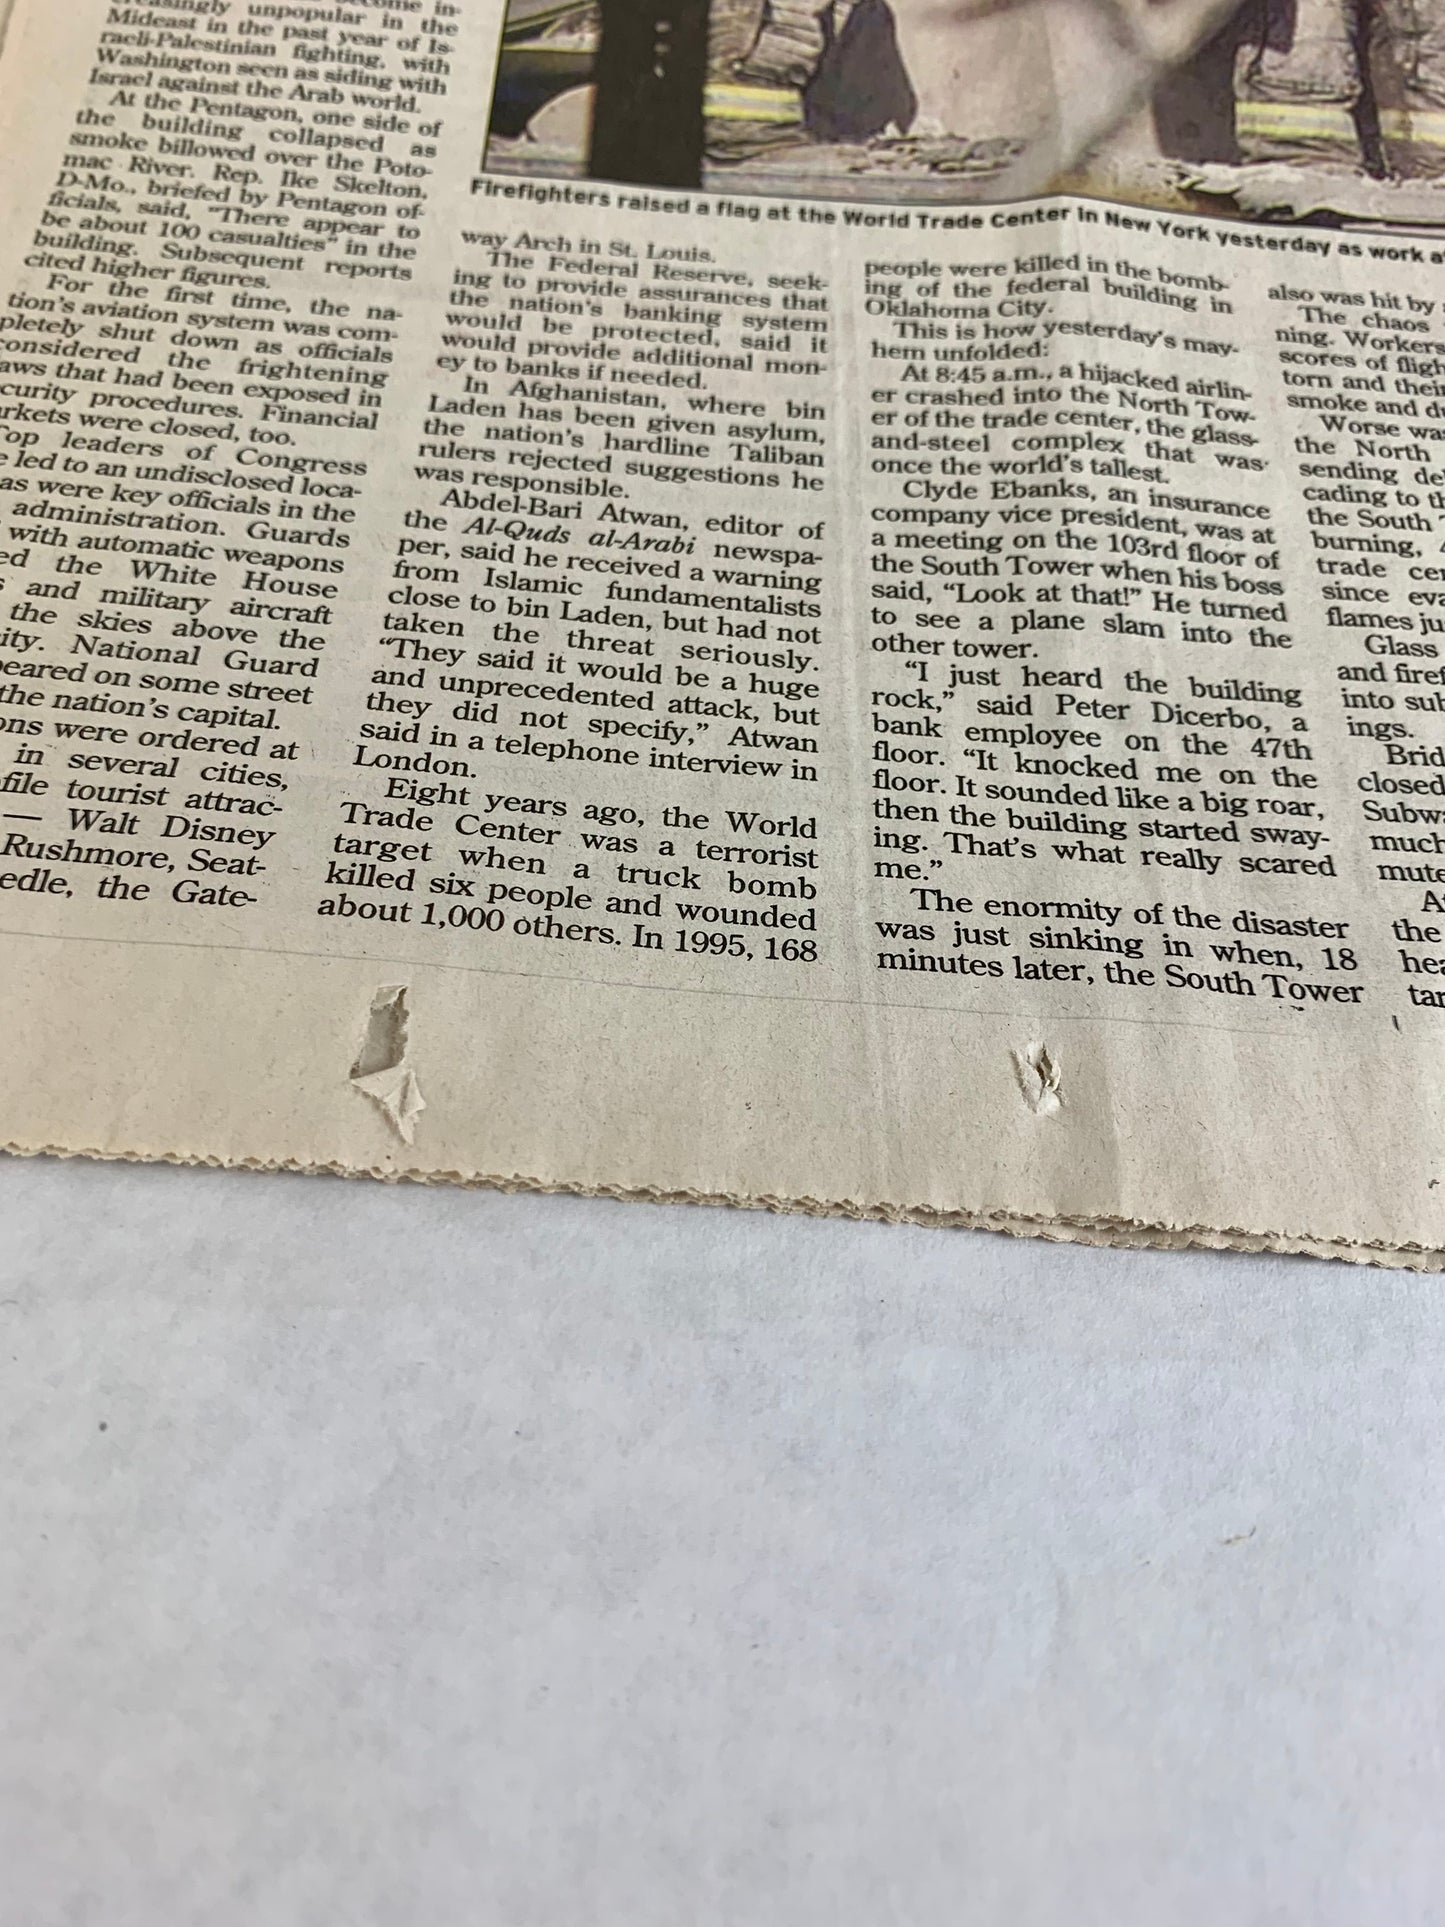 unpopular in the
Mideast in the past year of Is-
raeli-Palestinian fighting, with
Washington seen as siding with
Israel against the Arab world.
At the Pentagon, one side of
the building collapsed as
smoke billowed over the Poto-
mac River. Rep. Ike Skelton,
D-Mo., briefed by Pentagon of-
ficials, said, “There appear to
be about 100 casualties” in the
building. Subsequent reports
cited higher figures.
For the first time, the na-
tion’s aviation system was com-
pletely shut down as officials
considered the frightening
aws that had been exposed in
curity procedures. Financial
rkets were closed, too.
Top leaders of Congress
e led to an undisclosed loca-
as were key officials in the
administration. Guards
with automatic weapons
ed the White House
s and military aircraft
the skies above the
ity. National Guard
peared on some street
the nation’s capital.
ons were ordered at
in several cities,
file tourist attrac-
— Walt Disney
Rushmore, Seat-
edle, the Gate-
Firefighters raised a flag at the World Trade Center in New York yesterday as work
way Arch in St. Louis.
The Federal Reserve, seek-
ing to provide assurances that
the nation’s banking system
would be protected, said it
would provide additional mon-
ey to banks if needed.
In Afghanistan, where bin
Laden has been given asylum,
the nation’s hardline Taliban
rulers rejected suggestions he
was responsible.
Abdel-Bari Atwan, editor of
the Al-Quds al-Arabi newspa-
per, said he received a warning
from Islamic fundamentalists
close to bin Laden, but had not
taken the threat seriously.
“They said it would be a huge
and unprecedented attack, but
they did not specify,” Atwan
said in a telephone interview in
London.
Eight years ago, the World
Trade Center was a terrorist
target when a truck bomb
killed six people and wounded
about 1,000 others. In 1995, 168
people were killed in the bomb-
ing of the federal building in
Oklahoma City.
This is how yesterday’s may-
hem unfolded:
At 8:45 a.m., a hijacked airlin-
er crashed into the North Tow-
er of the trade center, the glass-
and-steel complex that was
once the world’s tallest.
Clyde Ebanks, an insurance
company vice president, was at
a meeting on the 103rd floor of
the South Tower when his boss
said, “Look at that!” He turned
to see a plane slam into the
other tower.
“I just heard the building
rock,” said Peter Dicerbo, a
bank employee on the 47th
floor. “It knocked me on the
floor. It sounded like a big roar,
then the building started sway-
ing. That’s what really scared
me.”
The enormity of the disaster
was just sinking in when, 18
minutes later, the South Tower
also was hit by
The chaos
ning. Workers
scores of fligh
torn and their
smoke and du
Worse was
the North
sending de
cading to th
the South
burning,
trade cen
since eva
flames ju
Glass
and firef
into sub
ings.
Brid
closed
Subw
much
mute
A
the
hea
tar